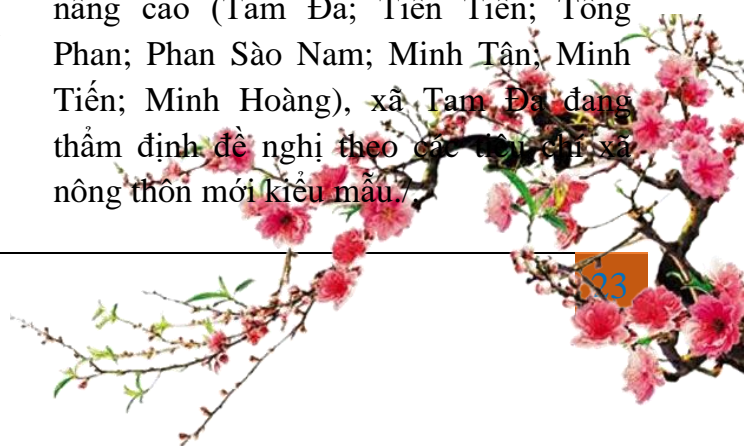 nâng cao (Tam Đa; Tiên Tiến; Tống
Phan; Phan Sào Nam; Minh Tân; Minh
Tiến; Minh Hoàng), xã Tam Đa đang
thẩm định đề nghị theo các tiêu chí xã
nông thôn mới kiểu mẫu./.
23